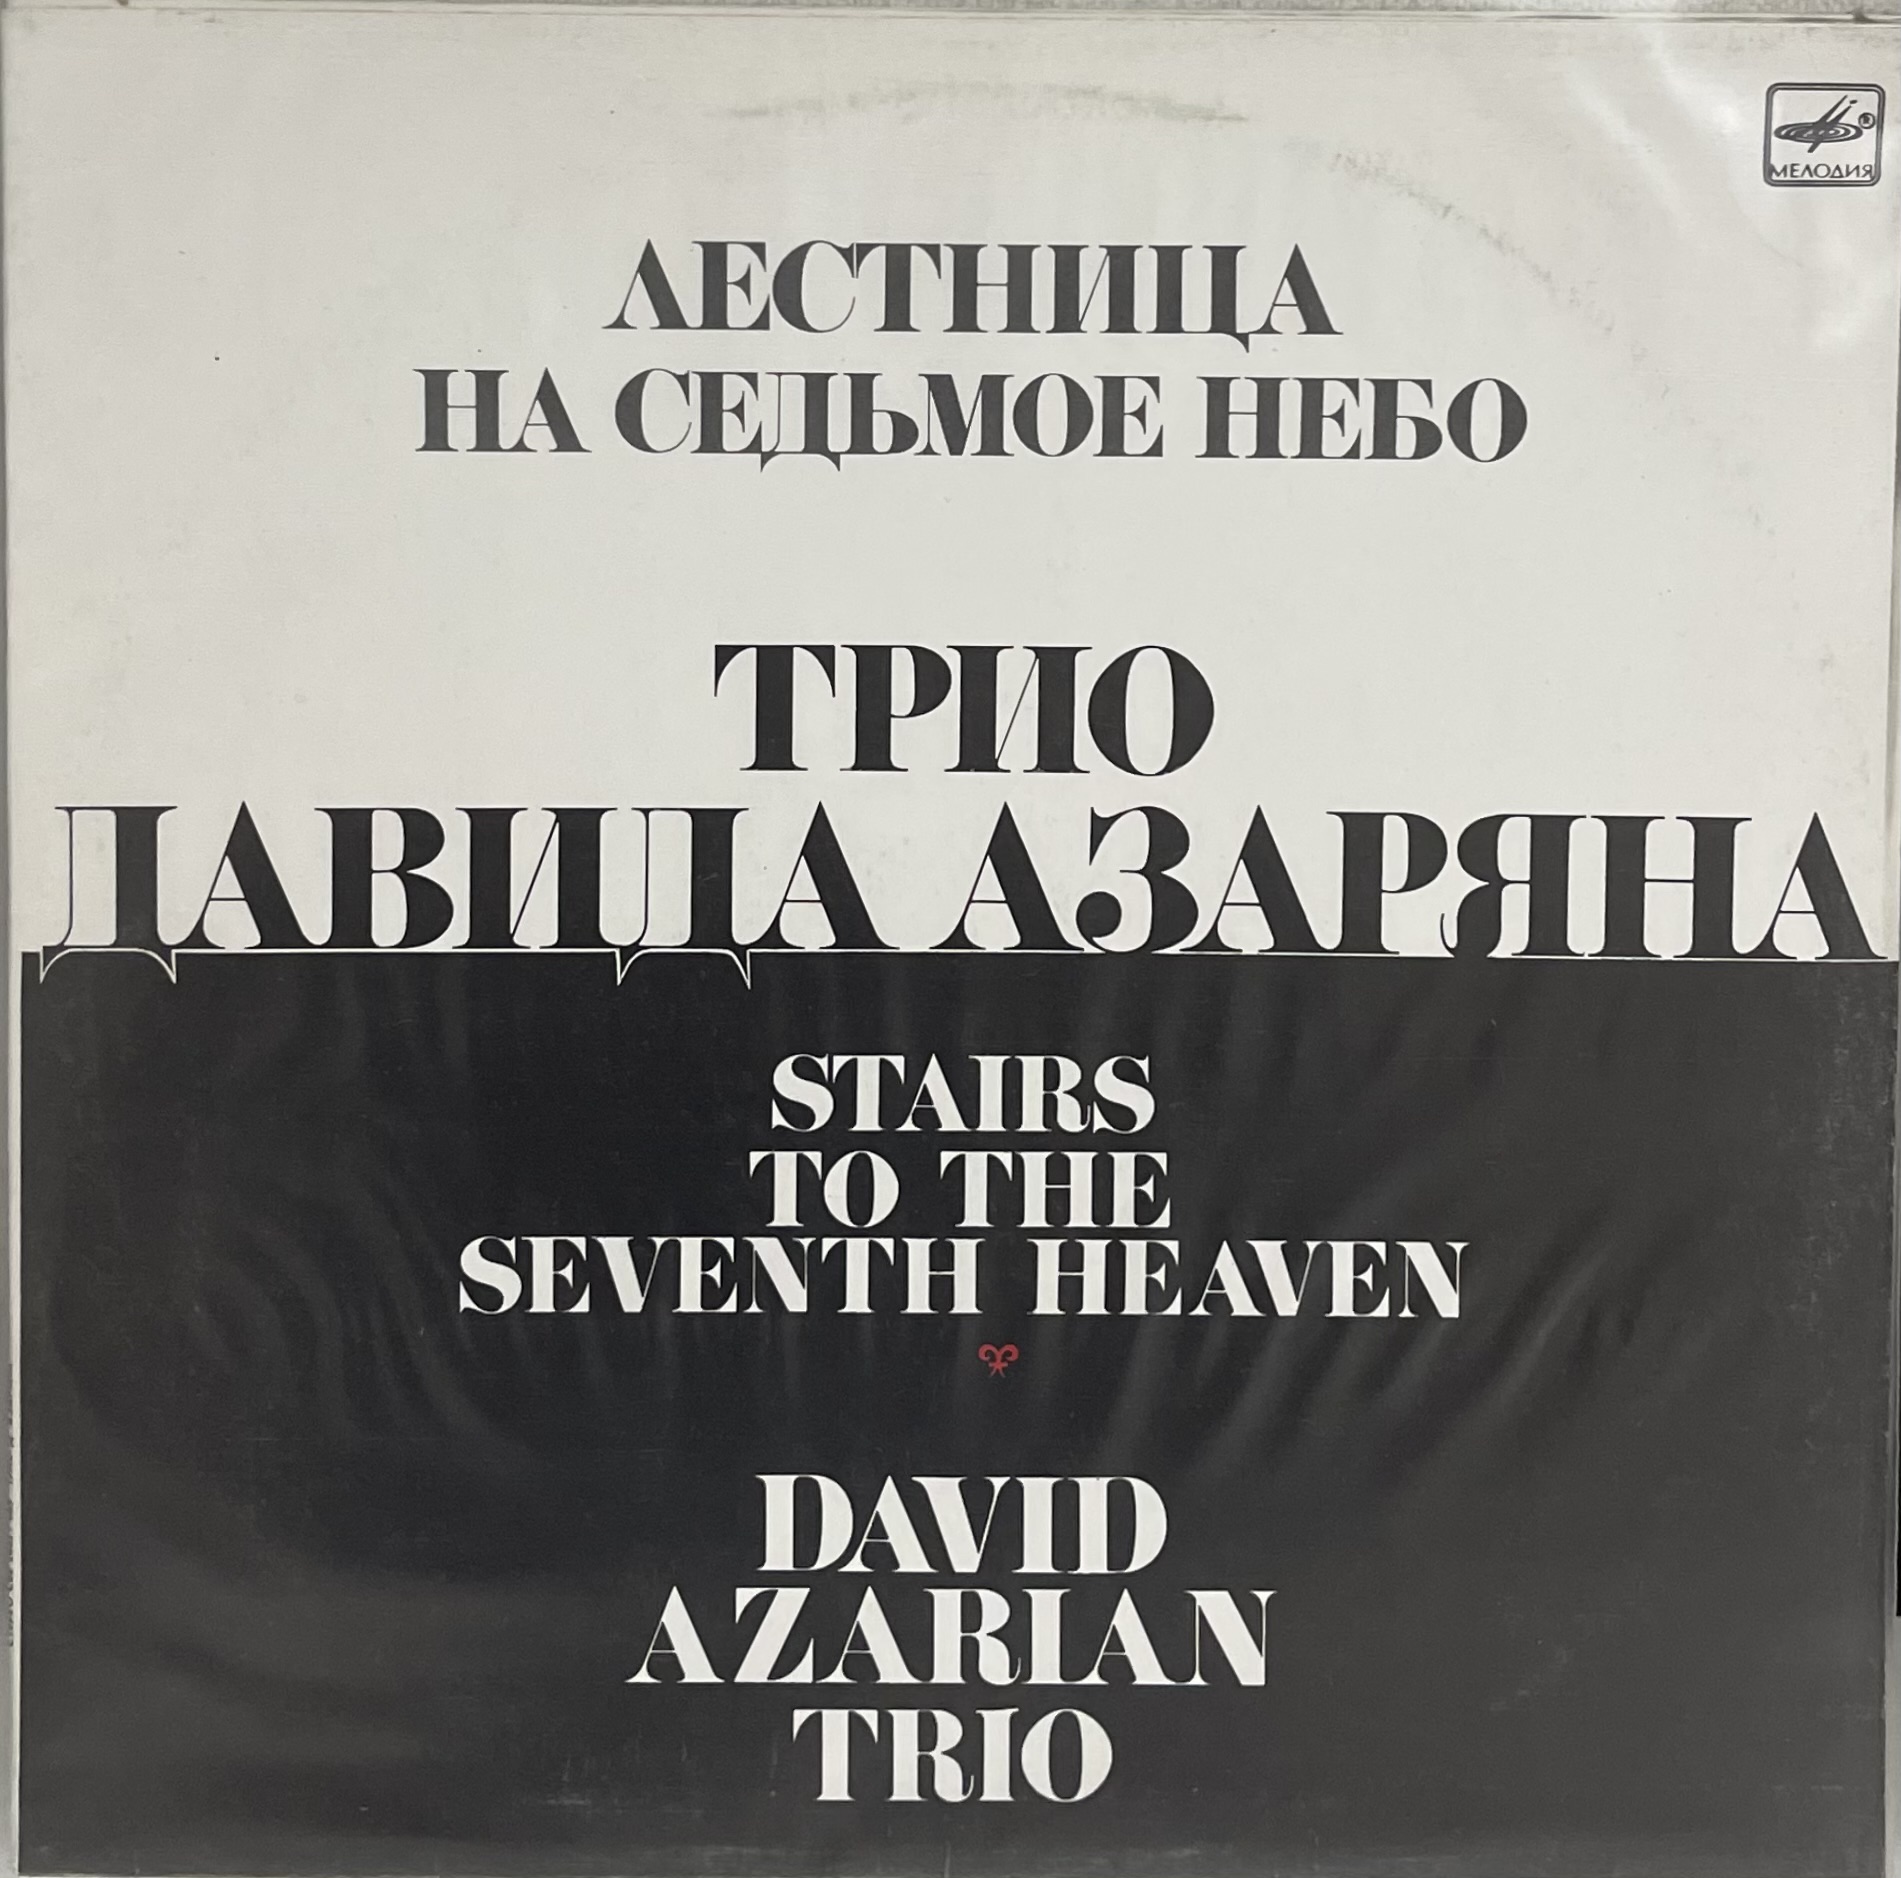 МЕЛОДИЯ
ЛЕСТНИЦА
НА СЕДЬМОЕ НЕБО
ТРИО
ДАВИДА АЗАРЯНА
STAIRS
TO THE
SEVENTH HEAVEN
DAVID
AZARIAN
TRIO